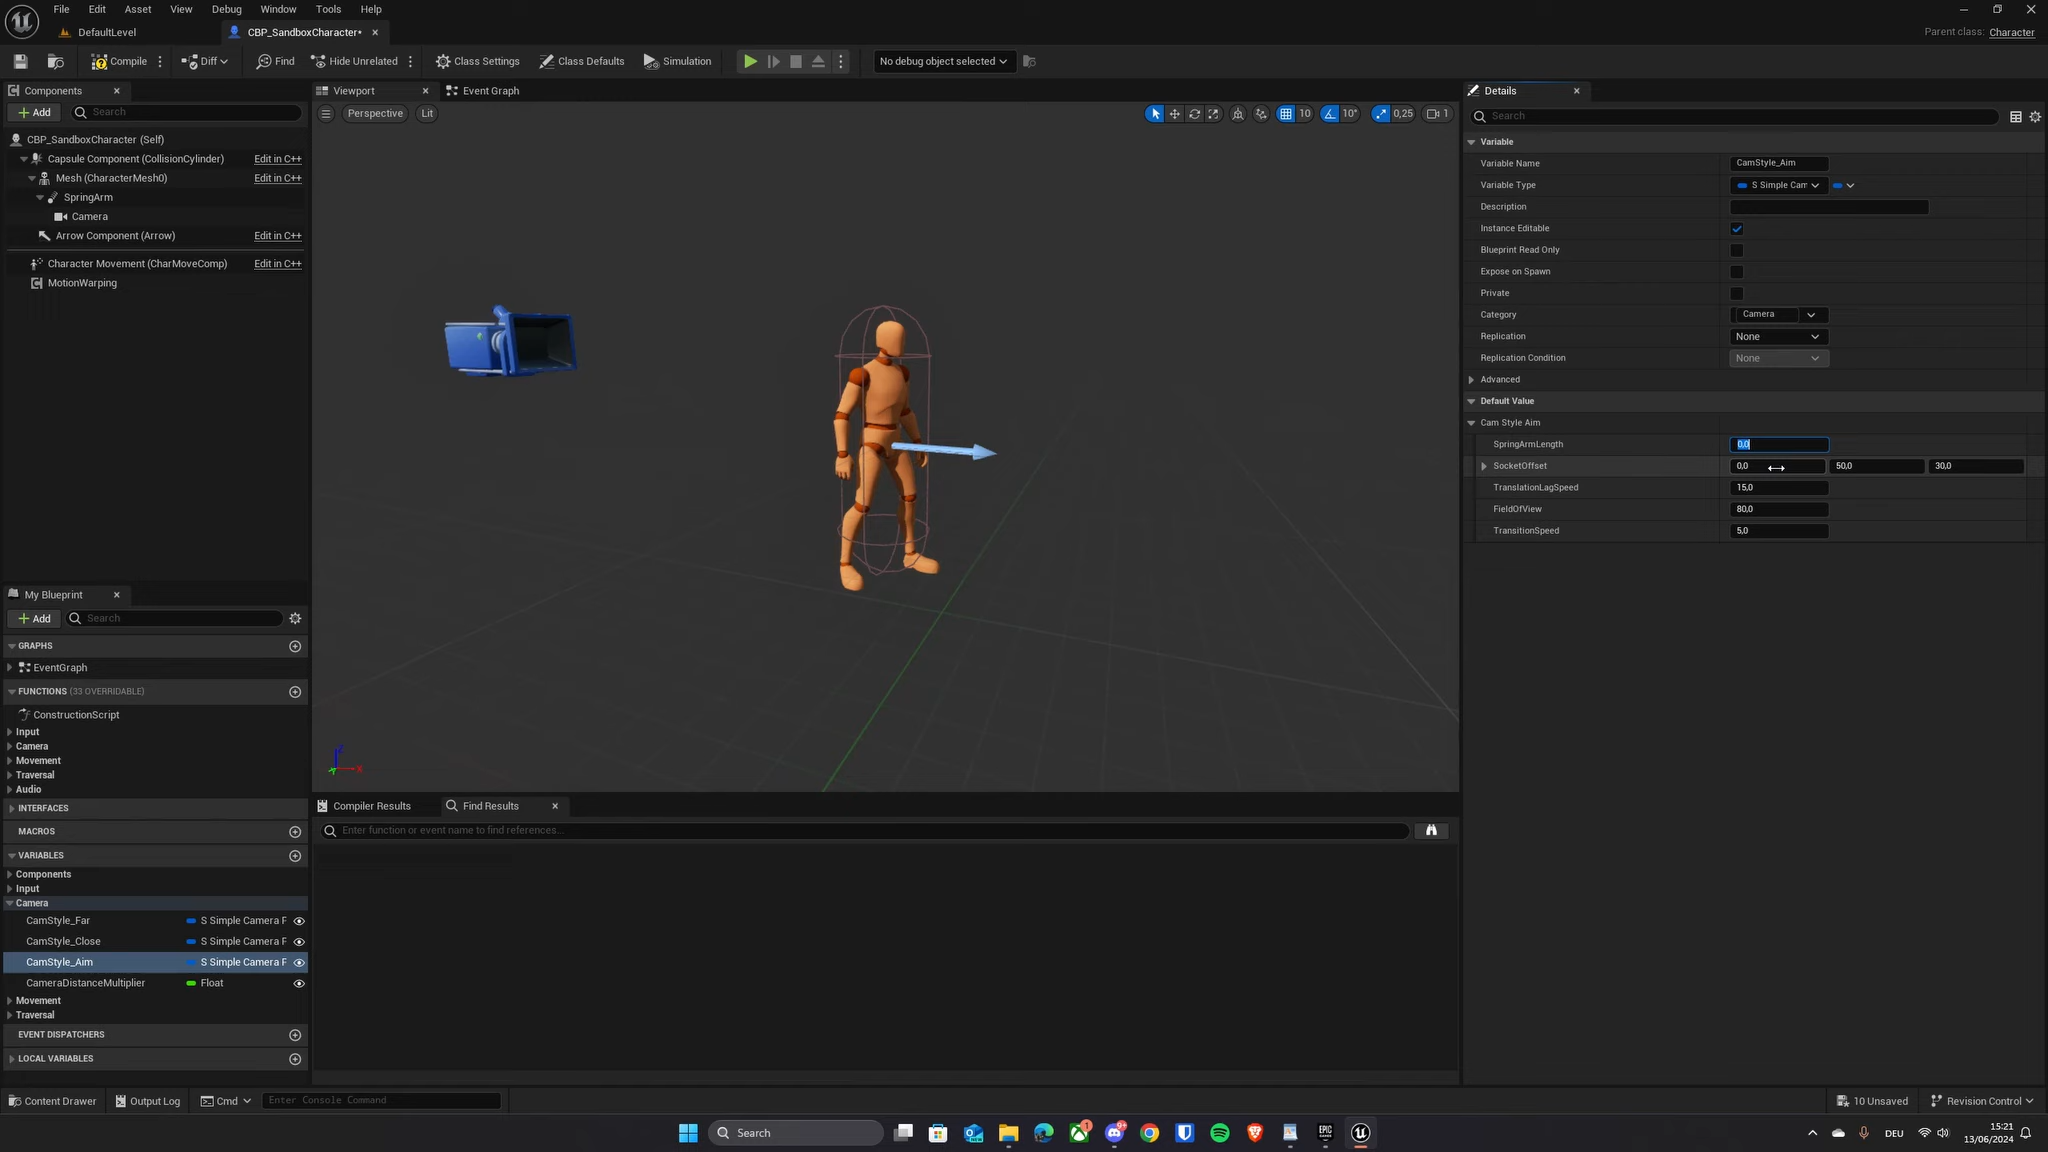 File Edit Asset View Debug Window Tools Help
DefaultLevel
CBP_SandboxCharacter*
Parent class: Character
Compile
Diff
Find
Hide Unrelated
Class Settings
Class Defaults
Simulation
No debug object selected
Components
Add
Search
CBP_SandboxCharacter (Self)
Capsule Component (CollisionCylinder) Edit in C++
Mesh (CharacterMesh0) Edit in C++
SpringArm
Camera
Arrow Component (Arrow) Edit in C++
Character Movement (CharMoveComp) Edit in C++
MotionWarping
Viewport
Event Graph
Perspective
Lit
10
10°
0,25
1
Z
X
Y
My Blueprint
Add
Search
GRAPHS
EventGraph
FUNCTIONS (33 OVERRIDABLE)
ConstructionScript
Input
Camera
Movement
Traversal
Audio
INTERFACES
MACROS
VARIABLES
Components
Input
Camera
CamStyle_Far S Simple Camera F
CamStyle_Close S Simple Camera F
CamStyle_Aim S Simple Camera F
CameraDistanceMultiplier Float
Movement
Traversal
EVENT DISPATCHERS
LOCAL VARIABLES
Compiler Results
Find Results
Enter function or event name to find references...
Details
Search
Variable
Variable Name CamStyle_Aim
Variable Type S Simple Cam
Description
Instance Editable
Blueprint Read Only
Expose on Spawn
Private
Category Camera
Replication None
Replication Condition None
Advanced
Default Value
Cam Style Aim
SpringArmLength 0,0
SocketOffset 0,0 50,0 30,0
TranslationLagSpeed 15,0
FieldOfView 80,0
TransitionSpeed 5,0
Content Drawer
Output Log
Cmd
Enter Console Command
10 Unsaved
Revision Control
Search
1
9+
EPIC
DEU
15:21
13/06/2024